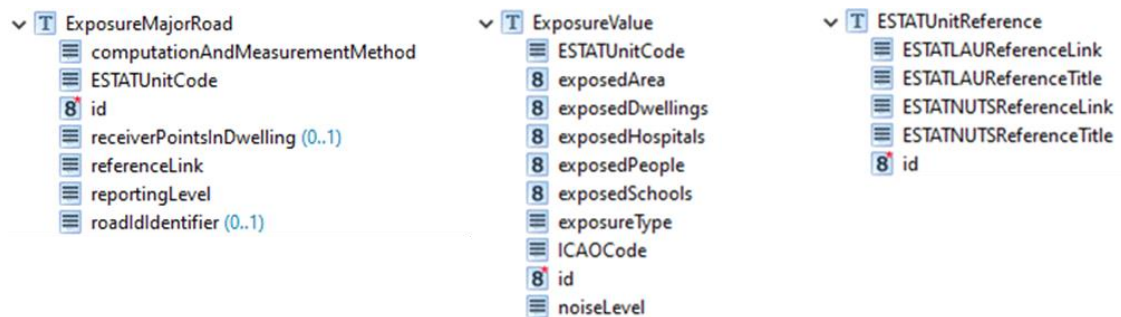 ExposureMajorRoad
computationAndMeasurementMethod
ESTATUnitCode
id
receiverPointsInDwelling (0..1)
referenceLink
reportingLevel
roadIdIdentifier (0..1)
ExposureValue
ESTATUnitCode
exposedArea
exposedDwellings
exposedHospitals
exposedPeople
exposedSchools
exposureType
ICAOCode
id
noiseLevel
ESTATUnitReference
ESTATLAUReferenceLink
ESTATLAUReferenceTitle
ESTATNUTSReferenceLink
ESTATNUTSReferenceTitle
id